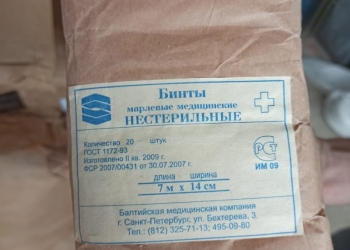 Бинты
марлевые медицинские
НЕСТЕРИЛЬНЫЕ
Количество 20 штук
ГОСТ 1172-93
Изготовлено II кв. 2009 г.
ФСР 2007/00431 от 30.07.2007 г.
ИМ 09
длина ширина
7 м х 14 см
Балтийская медицинская компания
г. Санкт-Петербург, ул. Бехтерева, 3
Тел.: (812) 325-71-13; 495-09-80